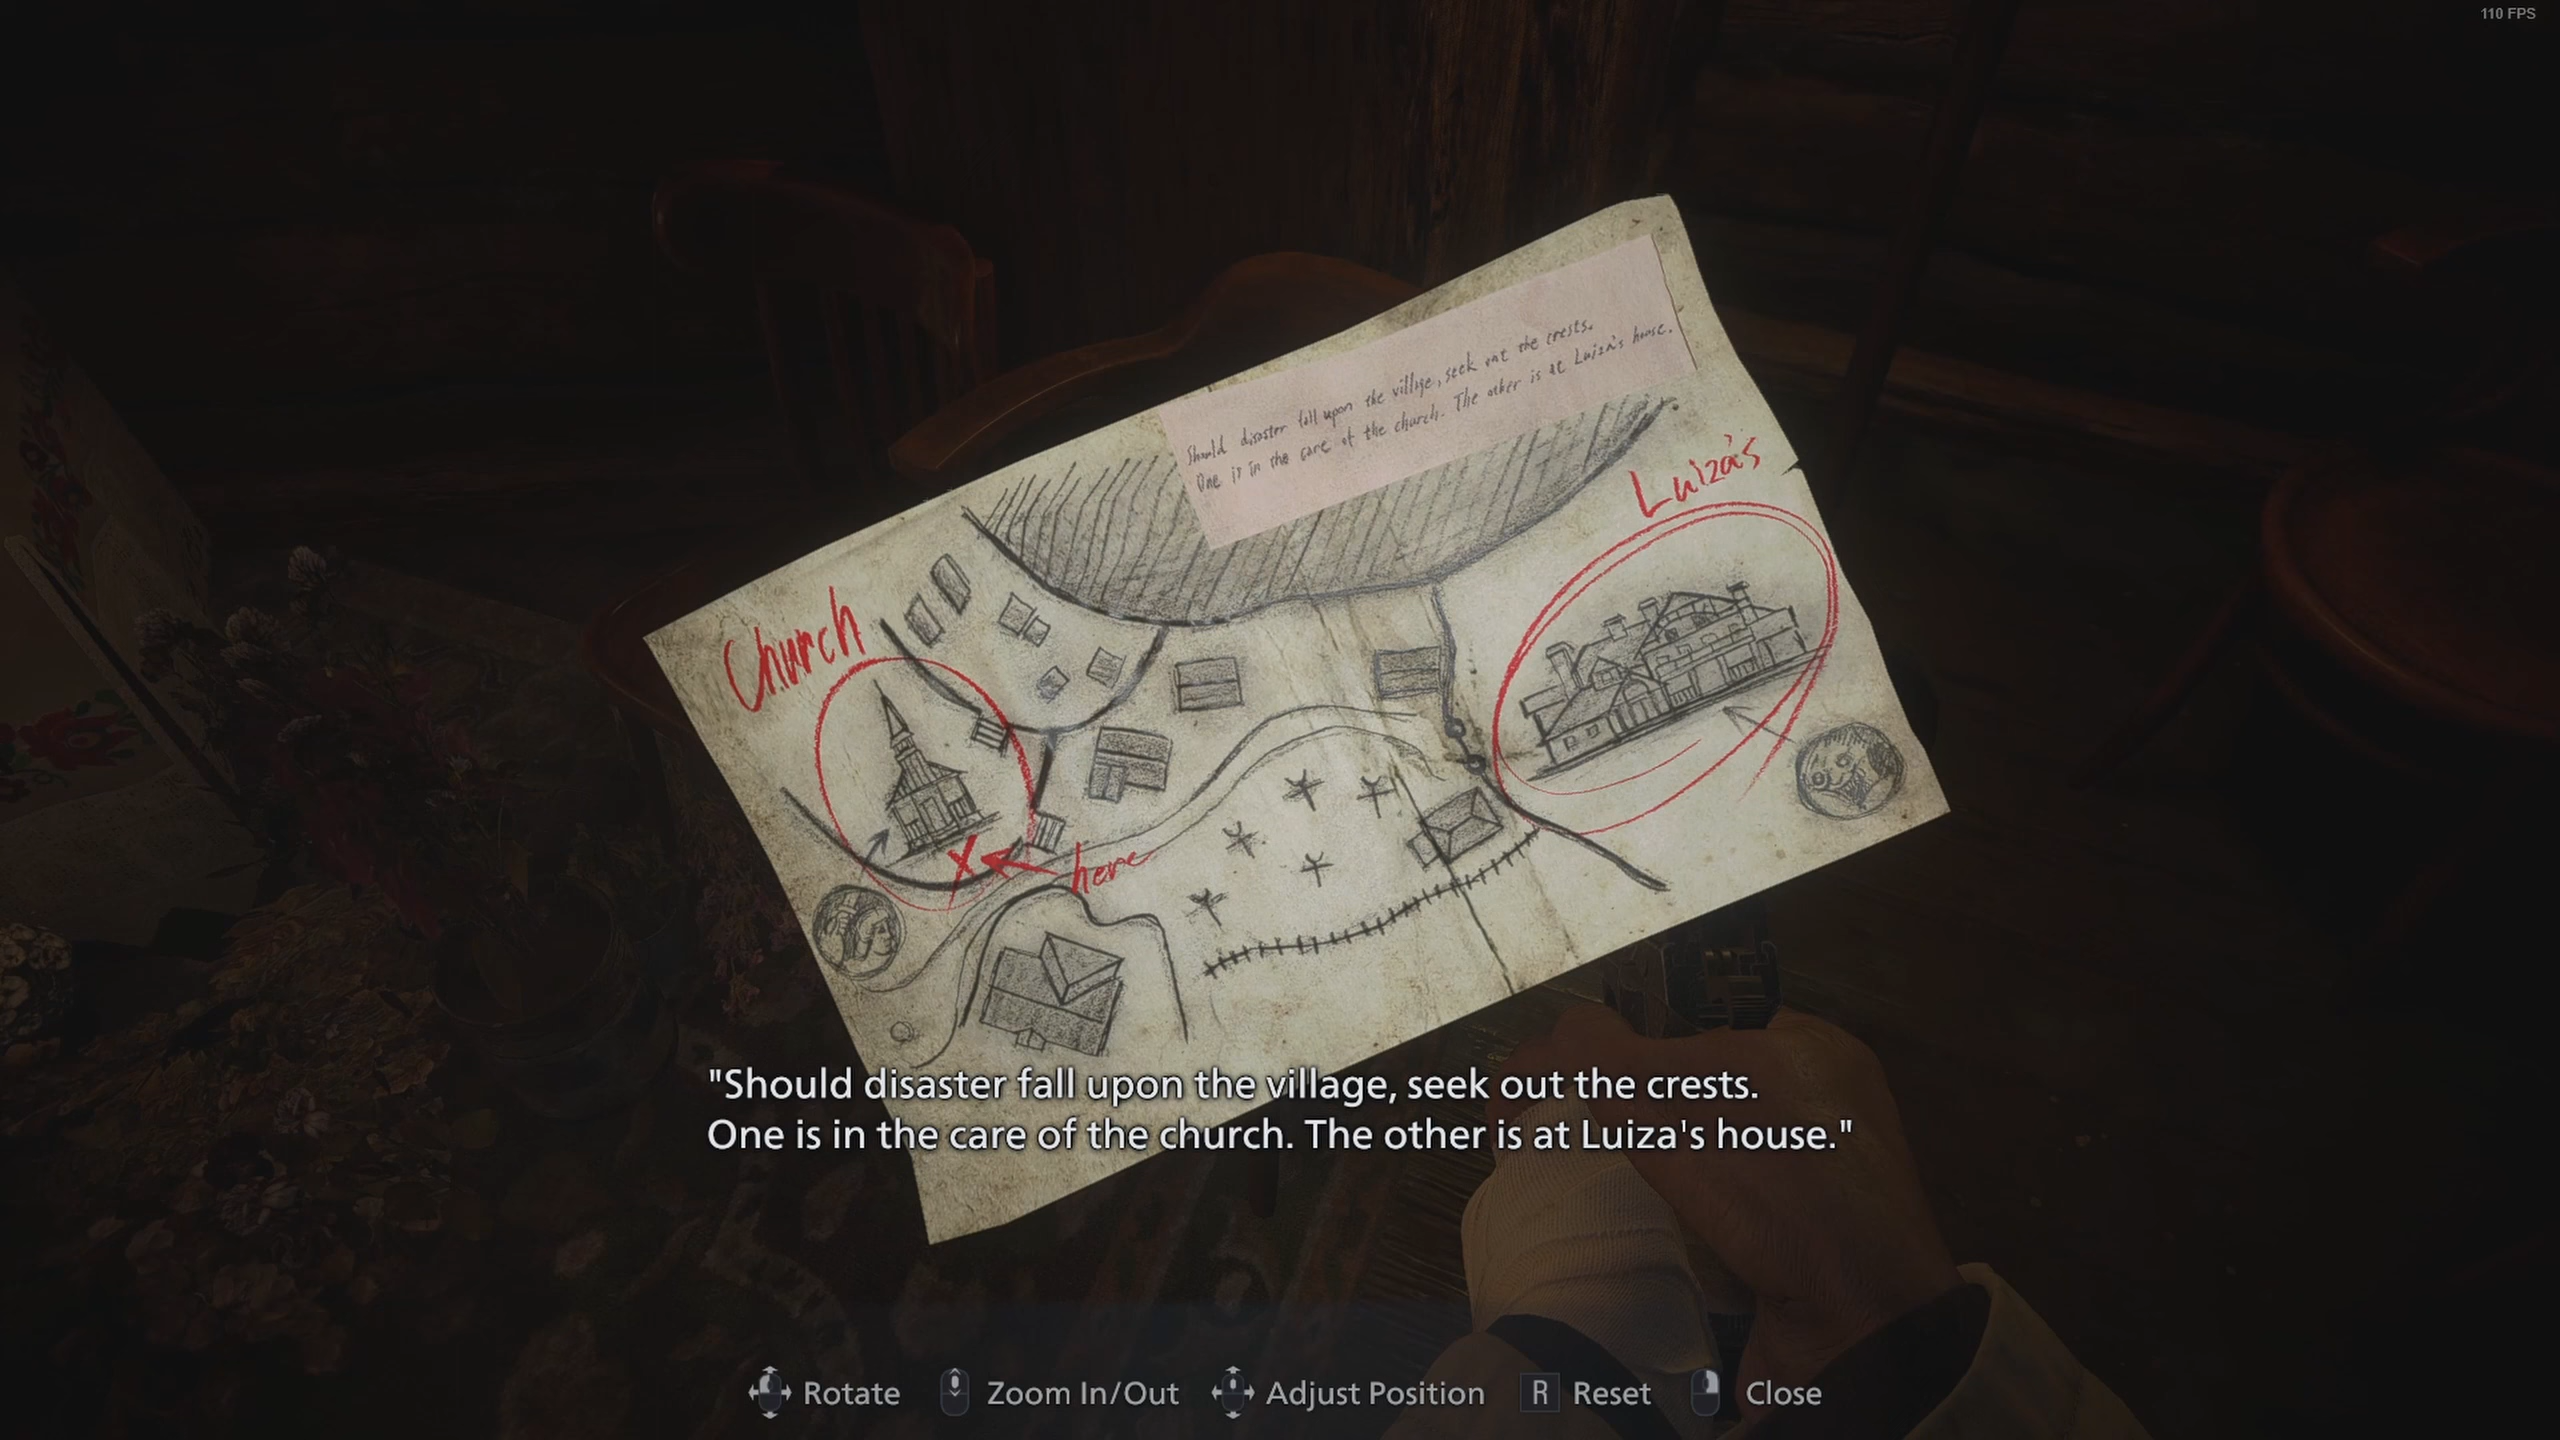 110 FPS
Should disaster fall upon the village, seek out the crests.
One is in the care of the church. The other is at Luiza's house.
Luiza's
Church
X
here
"Should disaster fall upon the village, seek out the crests.
One is in the care of the church. The other is at Luiza's house."
Rotate Zoom In/Out Adjust Position R Reset Close